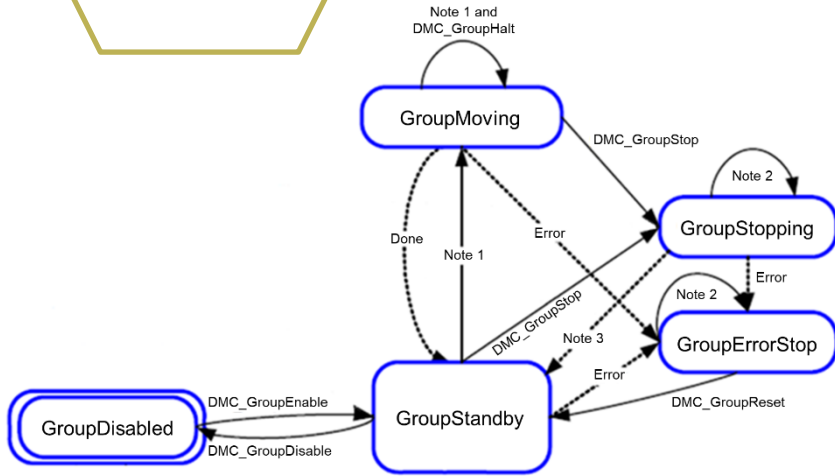 Note 1 and
DMC_GroupHalt
GroupMoving
DMC_GroupStop
Note 2
GroupStopping
Done
Error
Note 1
Error
Note 2
DMC_GroupStop
Note 3
GroupErrorStop
Error
DMC_GroupReset
DMC_GroupEnable
GroupStandby
GroupDisabled
DMC_GroupDisable